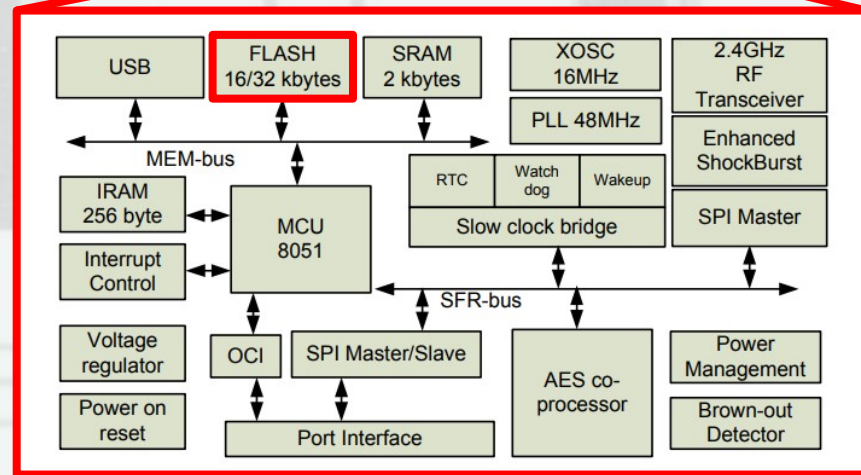 USB
FLASH
16/32 kbytes
SRAM
2 kbytes
XOSC
16MHz
2.4GHz
RF
Transceiver
PLL 48MHz
Enhanced
ShockBurst
MEM-bus
IRAM
256 byte
MCU
8051
RTC
Watch
dog
Wakeup
Slow clock bridge
SPI Master
Interrupt
Control
SFR-bus
Voltage
regulator
OCI
SPI Master/Slave
AES co-
processor
Power
Management
Power on
reset
Port Interface
Brown-out
Detector